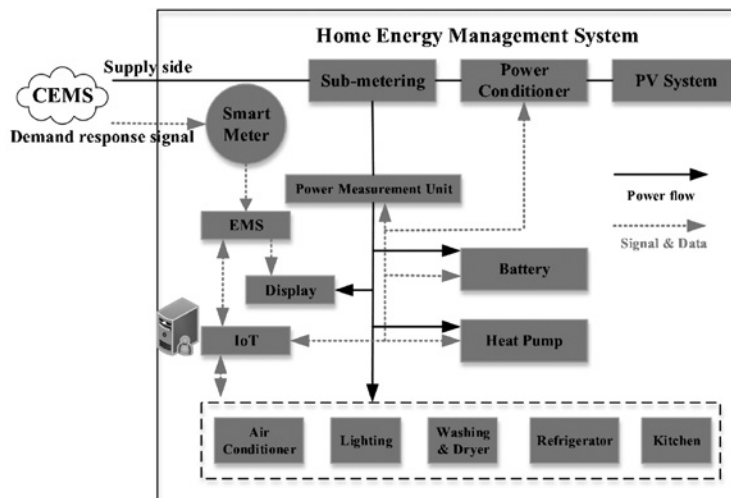 Home Energy Management System
Supply side
CEMS
Sub-metering
Power
Conditioner
PV System
Smart
Meter
Demand response signal
Power Measurement Unit
Power flow
EMS
Signal & Data
Battery
Display
IoT
Heat Pump
Air
Conditioner
Lighting
Washing
& Dryer
Refrigerator
Kitchen